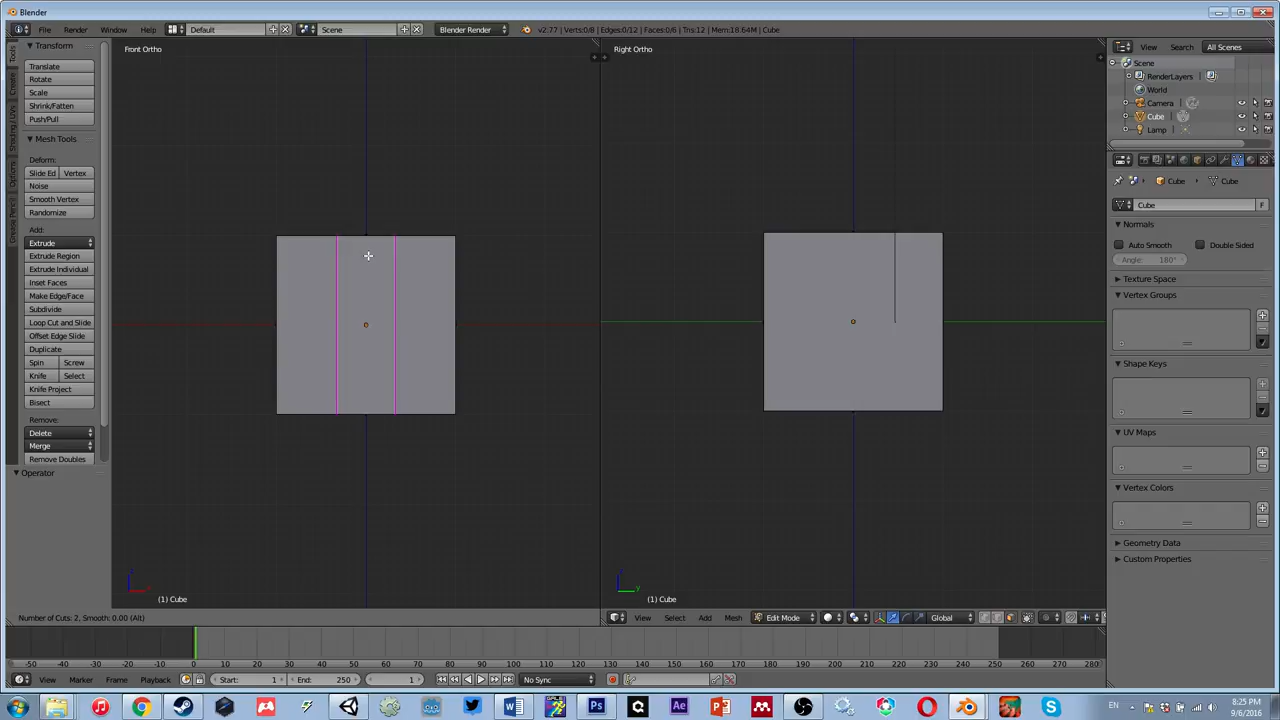 Blender
File Render Window Help Default Scene Blender Render v2.77 | Verts:0/8 | Edges:0/12 | Faces:0/6 | Tris:12 | Mem:18.64M | Cube
Transform
Translate
Rotate
Scale
Shrink/Fatten
Push/Pull
Mesh Tools
Deform:
Slide Ed Vertex
Noise
Smooth Vertex
Randomize
Add:
Extrude
Extrude Region
Extrude Individual
Inset Faces
Make Edge/Face
Subdivide
Loop Cut and Slide
Offset Edge Slide
Duplicate
Spin Screw
Knife Select
Knife Project
Bisect
Remove:
Delete
Merge
Remove Doubles
Operator
Tools
Create
Shading / UVs
Options
Grease Pencil
Front Ortho
(1) Cube
Right Ortho
(1) Cube
Number of Cuts: 2, Smooth: 0.00 (Alt)
View Select Add Mesh Edit Mode Global
View Search All Scenes
Scene
RenderLayers
World
Camera
Cube
Lamp
Cube Cube
Cube F
Normals
Auto Smooth Double Sided
Angle: 180°
Texture Space
Vertex Groups
Shape Keys
UV Maps
Vertex Colors
Geometry Data
Custom Properties
-50 -40 -30 -20 -10 0 10 20 30 40 50 60 70 80 90 100 110 120 130 140 150 160 170 180 190 200 210 220 230 240 250 260 270 280
View Marker Frame Playback Start: 1 End: 250 1 No Sync
EN 8:25 PM
9/6/2016